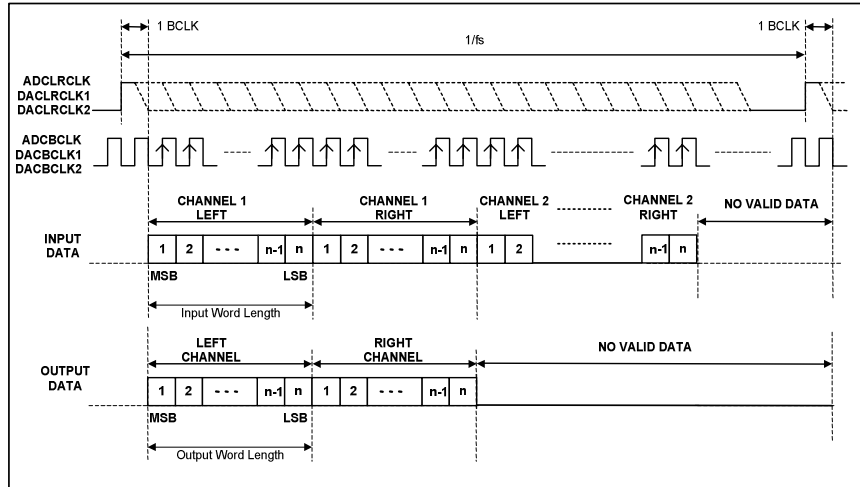 1 BCLK
1 BCLK
1/fs
ADCLRCLK
DACLRCLK1
DACLRCLK2
ADCBCLK
DACBCLK1
DACBCLK2
CHANNEL 1
LEFT
CHANNEL 1
RIGHT
CHANNEL 2
LEFT
CHANNEL 2
RIGHT
NO VALID DATA
INPUT
DATA
1 2 - - - n-1 n 1 2 - - - n-1 n 1 2 n-1 n
MSB LSB
Input Word Length
LEFT
CHANNEL
RIGHT
CHANNEL
NO VALID DATA
OUTPUT
DATA
1 2 - - - n-1 n 1 2 - - - n-1 n
MSB LSB
Output Word Length